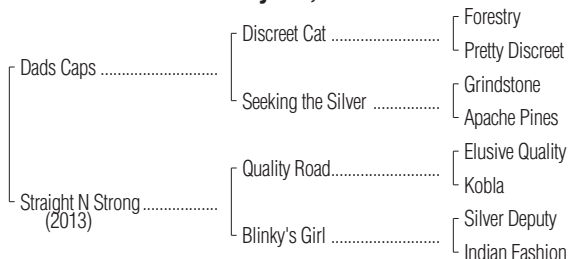 Forestry
Discreet Cat
Pretty Discreet
Dads Caps
Grindstone
Seeking the Silver
Apache Pines
Elusive Quality
Quality Road
Kobla
Straight N Strong
(2013)
Silver Deputy
Blinky's Girl
Indian Fashion